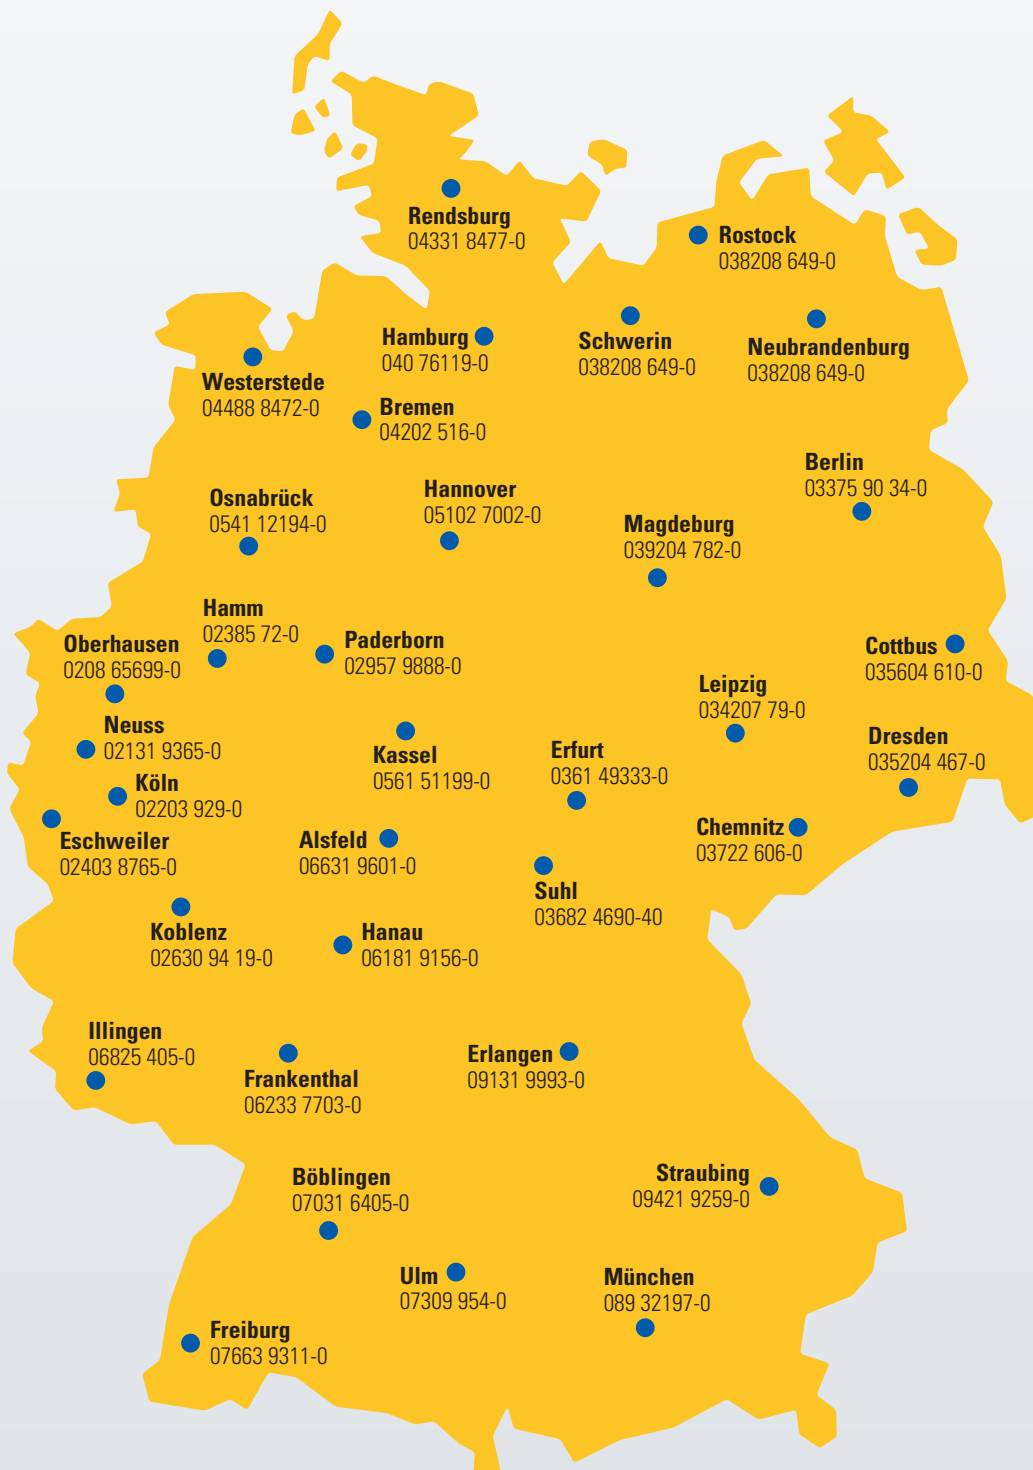 Rendsburg
04331 8477-0
Rostock
038208 649-0
Hamburg
040 76119-0
Schwerin
038208 649-0
Neubrandenburg
038208 649-0
Westerstede
04488 8472-0
Bremen
04202 516-0
Berlin
03375 90 34-0
Osnabrück
0541 12194-0
Hannover
05102 7002-0
Magdeburg
039204 782-0
Hamm
02385 72-0
Oberhausen
0208 65699-0
Paderborn
02957 9888-0
Cottbus
035604 610-0
Leipzig
034207 79-0
Neuss
02131 9365-0
Kassel
0561 51199-0
Erfurt
0361 49333-0
Dresden
035204 467-0
Köln
02203 929-0
Eschweiler
02403 8765-0
Alsfeld
06631 9601-0
Chemnitz
03722 606-0
Suhl
03682 4690-40
Koblenz
02630 94 19-0
Hanau
06181 9156-0
Illingen
06825 405-0
Frankenthal
06233 7703-0
Erlangen
09131 9993-0
Böblingen
07031 6405-0
Straubing
09421 9259-0
Ulm
07309 954-0
München
089 32197-0
Freiburg
07663 9311-0